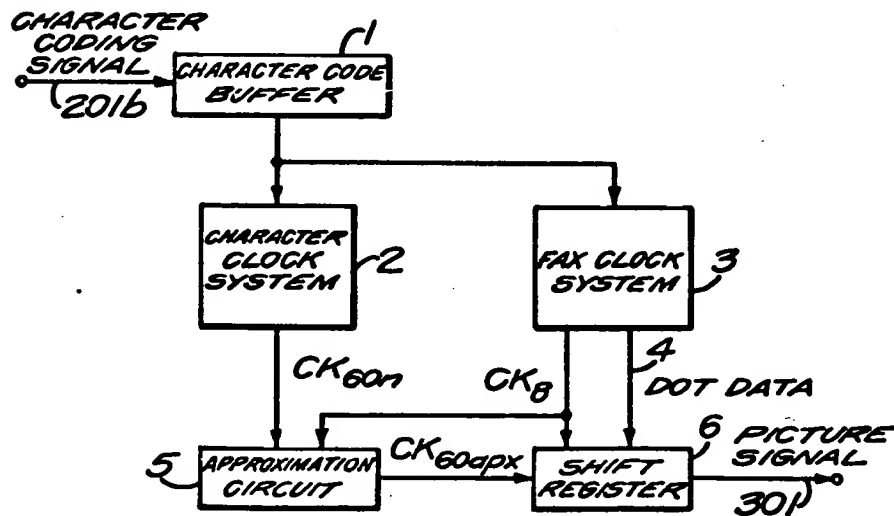 CHARACTER
CODING
SIGNAL
201b
1
CHARACTER CODE
BUFFER
CHARACTER
CLOCK
SYSTEM
2
FAX CLOCK
SYSTEM
3
CK60n
CK8
4
DOT DATA
5
APPROXIMATION
CIRCUIT
CK60apx
SHIFT
REGISTER
6
PICTURE
SIGNAL
301